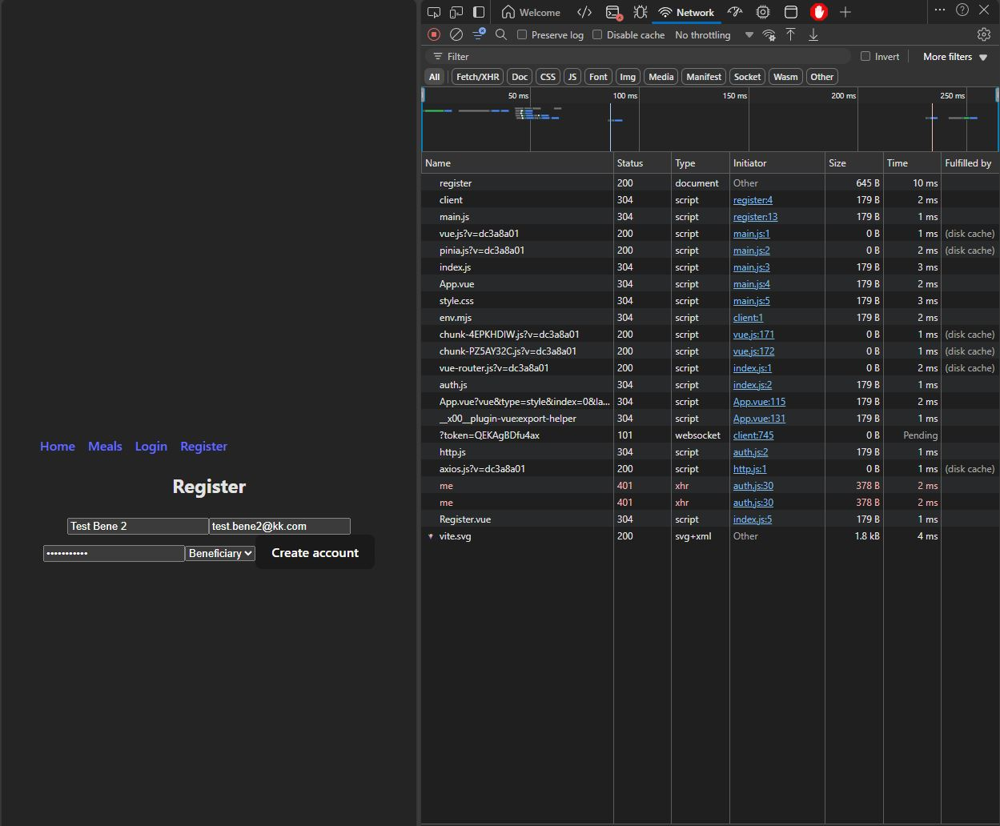 Home Meals Login Register
Register
Test Bene 2 test.bene2@kk.com
••••••••••• Beneficiary Create account
Welcome Network
Preserve log Disable cache No throttling
Filter Invert More filters
All Fetch/XHR Doc CSS JS Font Img Media Manifest Socket Wasm Other
50 ms 100 ms 150 ms 200 ms 250 ms
Name Status Type Initiator Size Time Fulfilled by
register 200 document Other 645 B 10 ms
client 304 script register:4 179 B 2 ms
main.js 304 script register:13 179 B 1 ms
vue.js?v=dc3a8a01 200 script main.js:1 0 B 1 ms (disk cache)
pinia.js?v=dc3a8a01 200 script main.js:2 0 B 2 ms (disk cache)
index.js 304 script main.js:3 179 B 3 ms
App.vue 304 script main.js:4 179 B 2 ms
style.css 304 script main.js:5 179 B 3 ms
env.mjs 304 script client:1 179 B 2 ms
chunk-4EPKHDIW.js?v=dc3a8a01 200 script vue.js:171 0 B 1 ms (disk cache)
chunk-PZ5AY32C.js?v=dc3a8a01 200 script vue.js:172 0 B 1 ms (disk cache)
vue-router.js?v=dc3a8a01 200 script index.js:1 0 B 2 ms (disk cache)
auth.js 304 script index.js:2 179 B 1 ms
App.vue?vue&type=style&index=0&la... 304 script App.vue:115 179 B 2 ms
__x00__plugin-vue:export-helper 304 script App.vue:131 179 B 1 ms
?token=QEKAgBDfu4ax 101 websocket client:745 0 B Pending
http.js 304 script auth.js:2 179 B 1 ms
axios.js?v=dc3a8a01 200 script http.js:1 0 B 1 ms (disk cache)
me 401 xhr auth.js:30 378 B 2 ms
me 401 xhr auth.js:30 378 B 2 ms
Register.vue 304 script index.js:5 179 B 1 ms
vite.svg 200 svg+xml Other 1.8 kB 4 ms